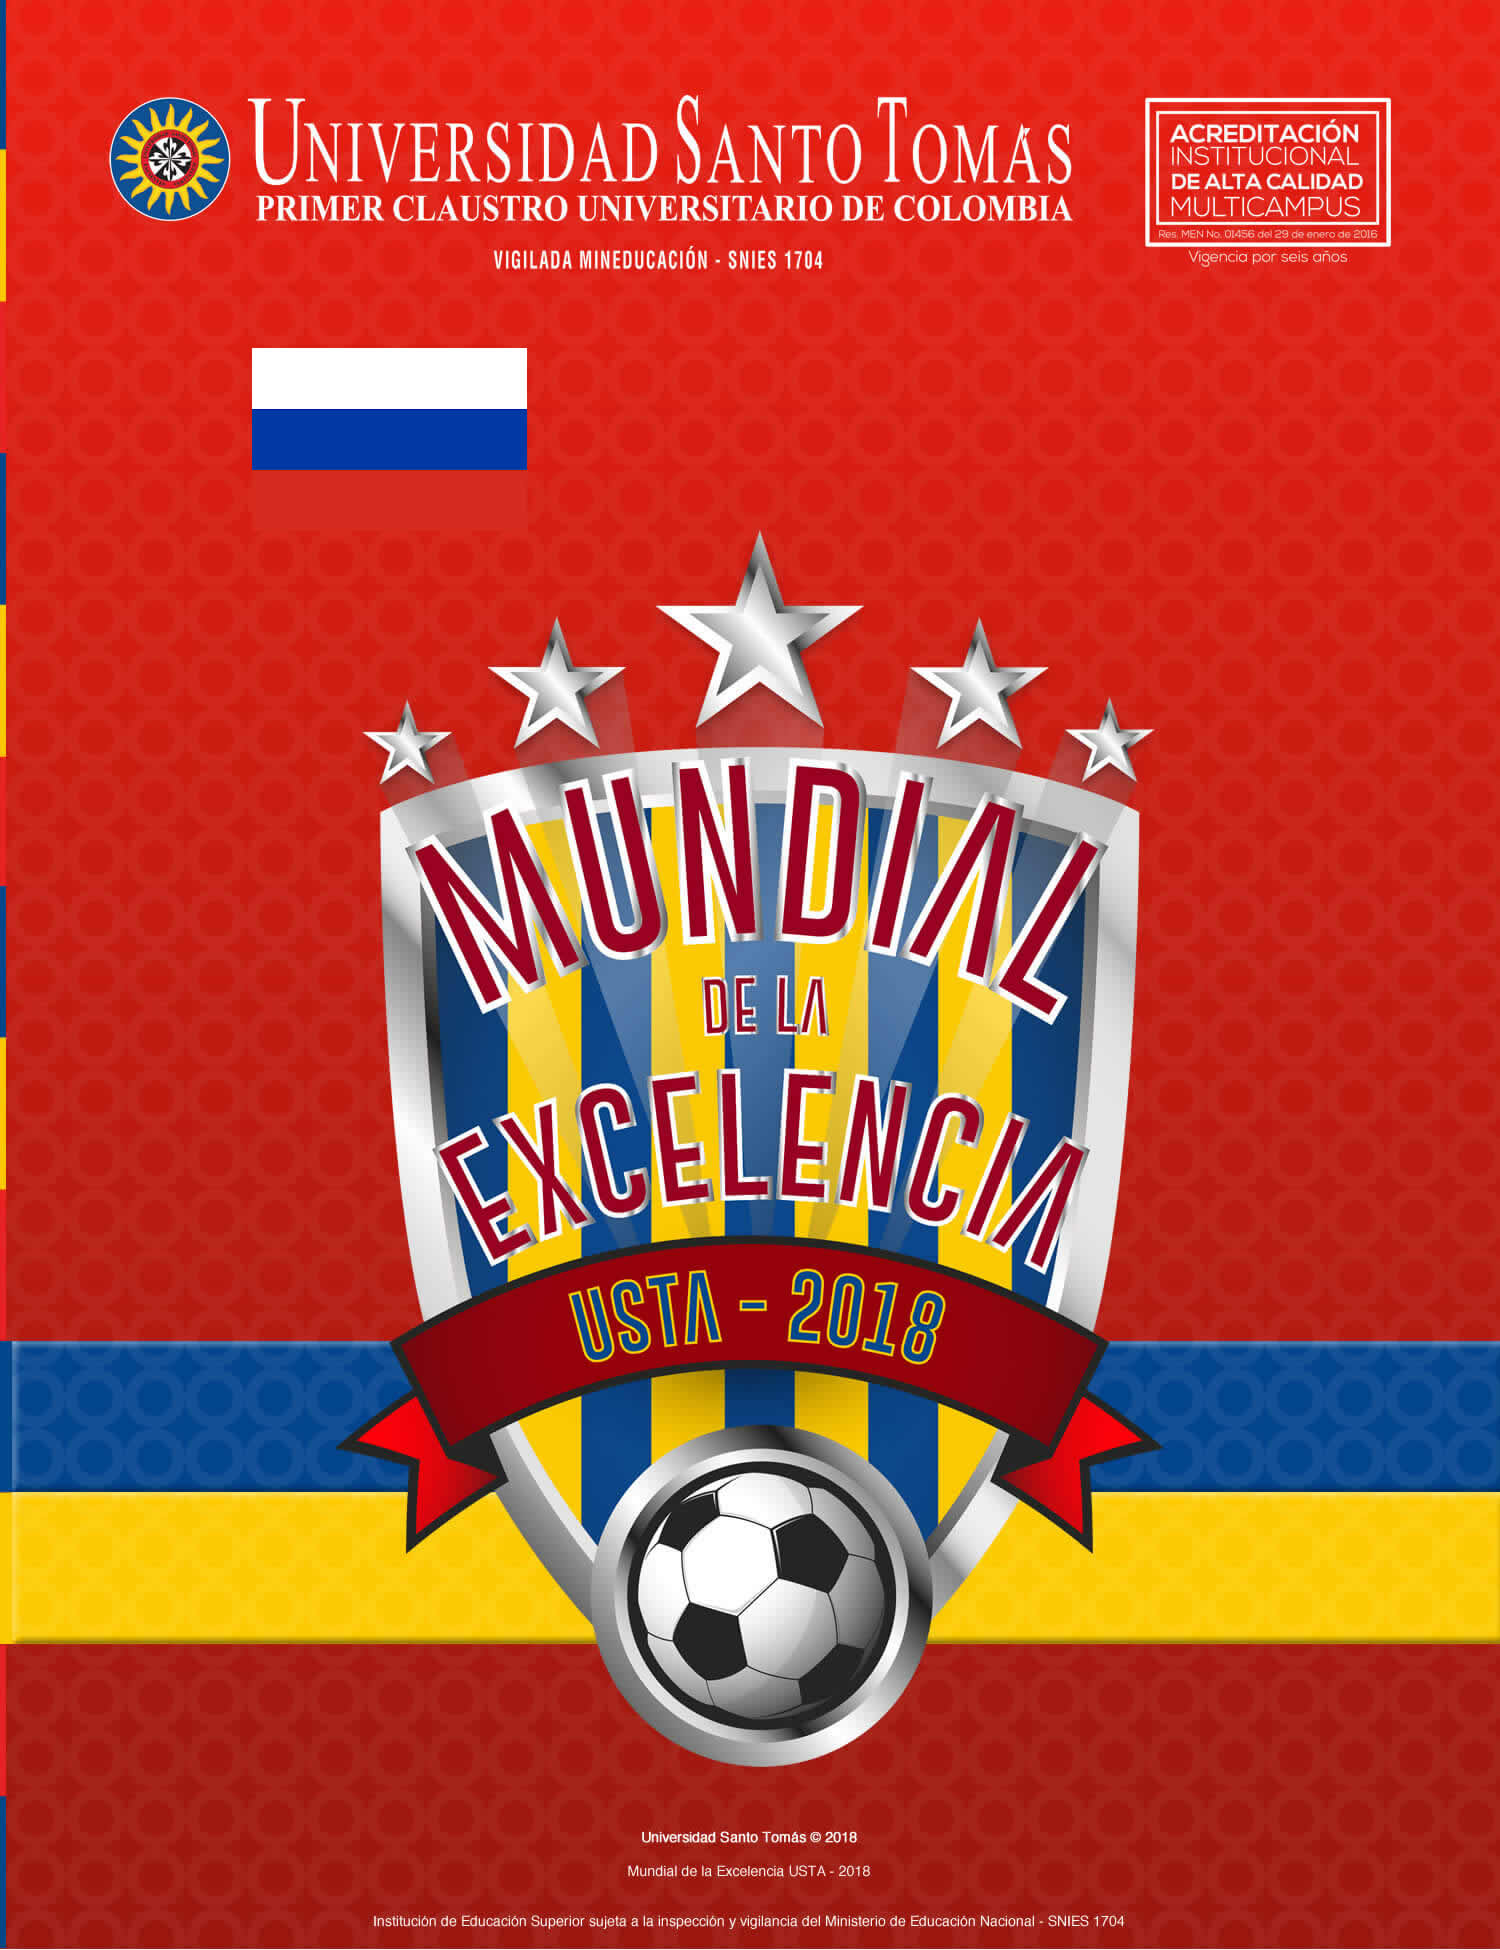 UNIVERSIDAD SANTO TOMÁS
PRIMER CLAUSTRO UNIVERSITARIO DE COLOMBIA
VIGILADA MINEDUCACIÓN - SNIES 1704
ACREDITACIÓN
INSTITUCIONAL
DE ALTA CALIDAD
MULTICAMPUS
Res. MEN No. 01456 del 29 de enero de 2016
Vigencia por seis años
MUNDIAL
DE LA
EXCELENCIA
USTA - 2018
Universidad Santo Tomás © 2018
Mundial de la Excelencia USTA - 2018
Institución de Educación Superior sujeta a la inspección y vigilancia del Ministerio de Educación Nacional - SNIES 1704